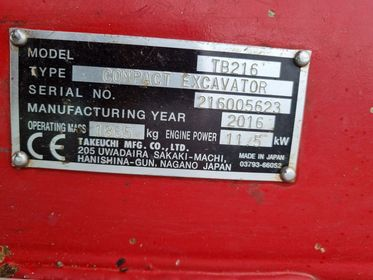 MODEL TB216
TYPE COMPACT EXCAVATOR
SERIAL NO. 216005623
MANUFACTURING YEAR 2016
OPERATING MASS kg ENGINE POWER 11.5 kW
CE TAKEUCHI MFG. CO., LTD.
205 UWADAIRA SAKAKI-MACHI, MADE IN JAPAN
HANISHINA-GUN, NAGANO JAPAN 03793-66052